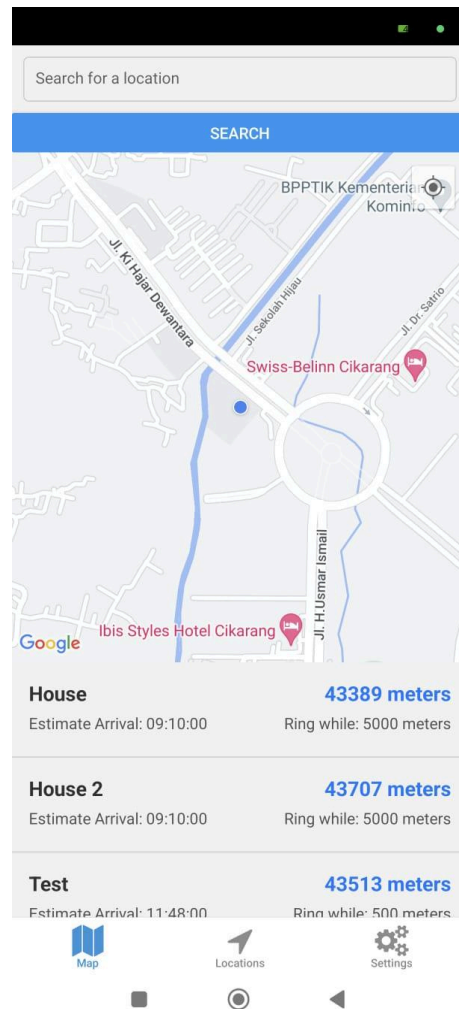 Search for a location
SEARCH
BPPTIK Kementeria
Kominfo
Jl. Ki Hajar Dewantara
Jl. Sekolah Hijau
Jl. Dr. Satrio
Swiss-Belinn Cikarang
Jl. H.Usmar Ismail
Ibis Styles Hotel Cikarang
Google
House
43389 meters
Estimate Arrival: 09:10:00
Ring while: 5000 meters
House 2
43707 meters
Estimate Arrival: 09:10:00
Ring while: 5000 meters
Test
43513 meters
Estimate Arrival: 11:48:00
Ring while: 500 meters
Map
Locations
Settings